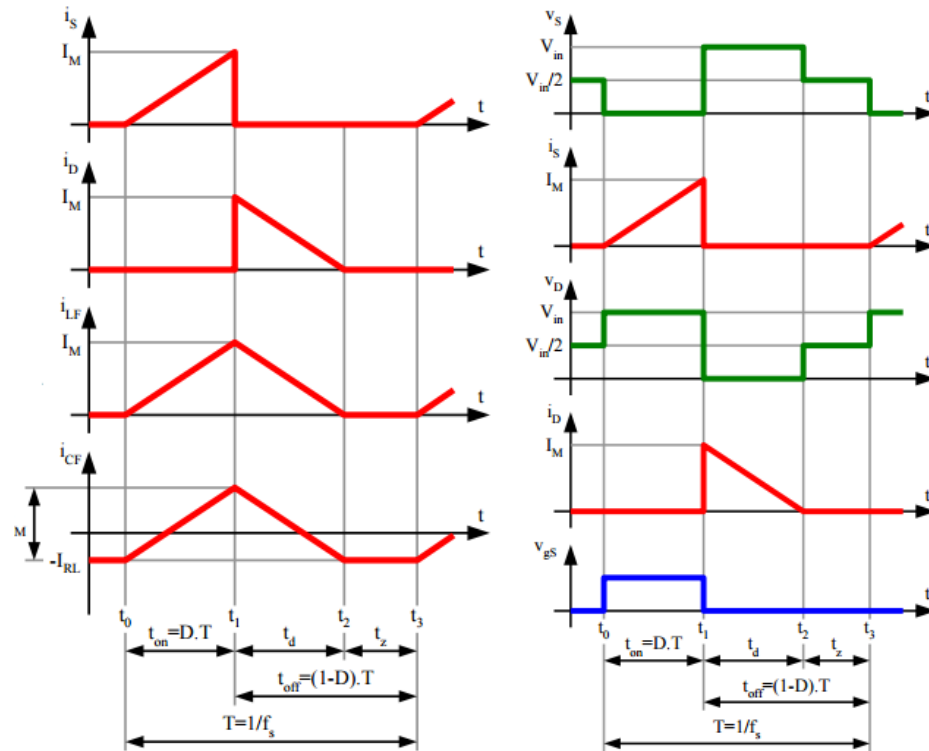 i_S
I_M
t
i_D
I_M
t
i_LF
I_M
t
i_CF
M
t
-I_RL
t_0 t_1 t_2 t_3
t_on=D.T t_d t_z
t_off=(1-D).T
T=1/f_s
v_S
V_in
V_in/2
t
i_S
I_M
t
v_D
V_in
V_in/2
t
i_D
I_M
t
v_gS
t
t_0 t_1 t_2 t_3
t_on=D.T t_d t_z
t_off=(1-D).T
T=1/f_s